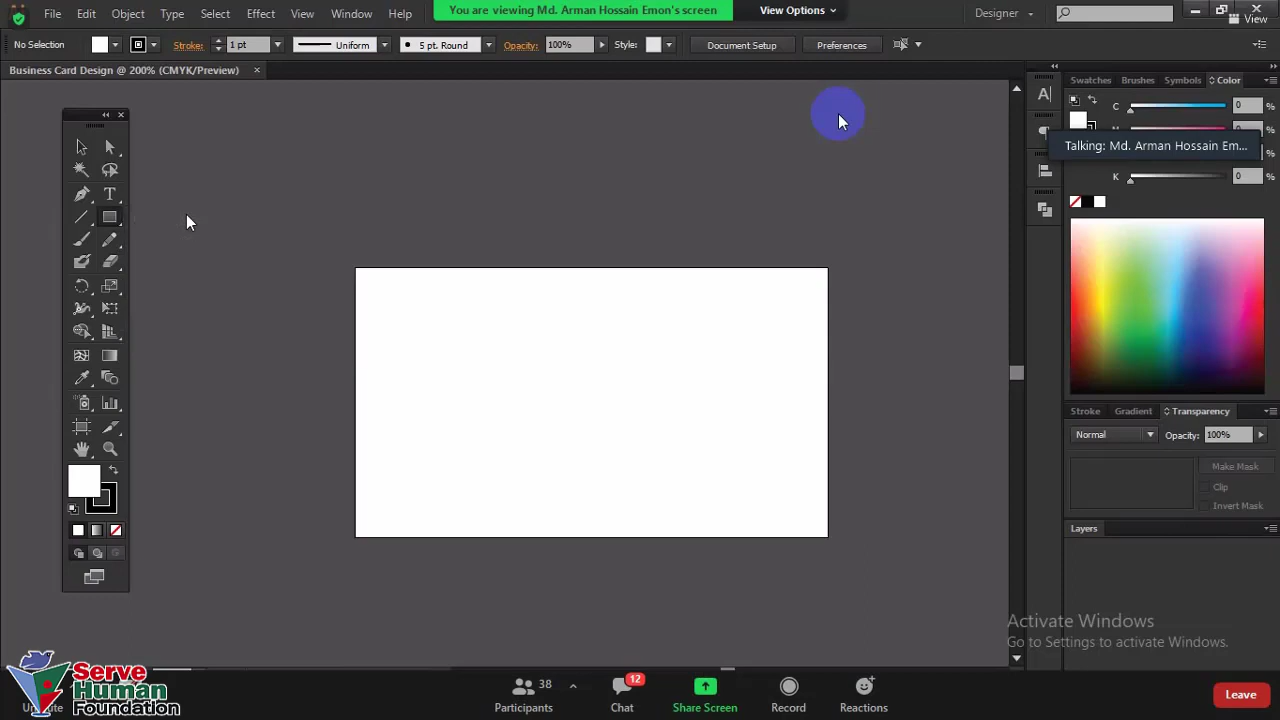 File Edit Object Type Select Effect View Window Help
You are viewing Md. Arman Hossain Emon's screen
View Options
Designer
View
No Selection
Stroke: 1 pt
Uniform
5 pt. Round
Opacity: 100%
Style:
Document Setup
Preferences
Business Card Design @ 200% (CMYK/Preview)
Swatches Brushes Symbols Color
C 0 %
Talking: Md. Arman Hossain Em...
K 0 %
Stroke Gradient Transparency
Normal
Opacity: 100%
Make Mask
Clip
Invert Mask
Layers
Activate Windows
Go to Settings to activate Windows.
Serve
Human
Foundation
38
12
Participants
Chat
Share Screen
Record
Reactions
Leave